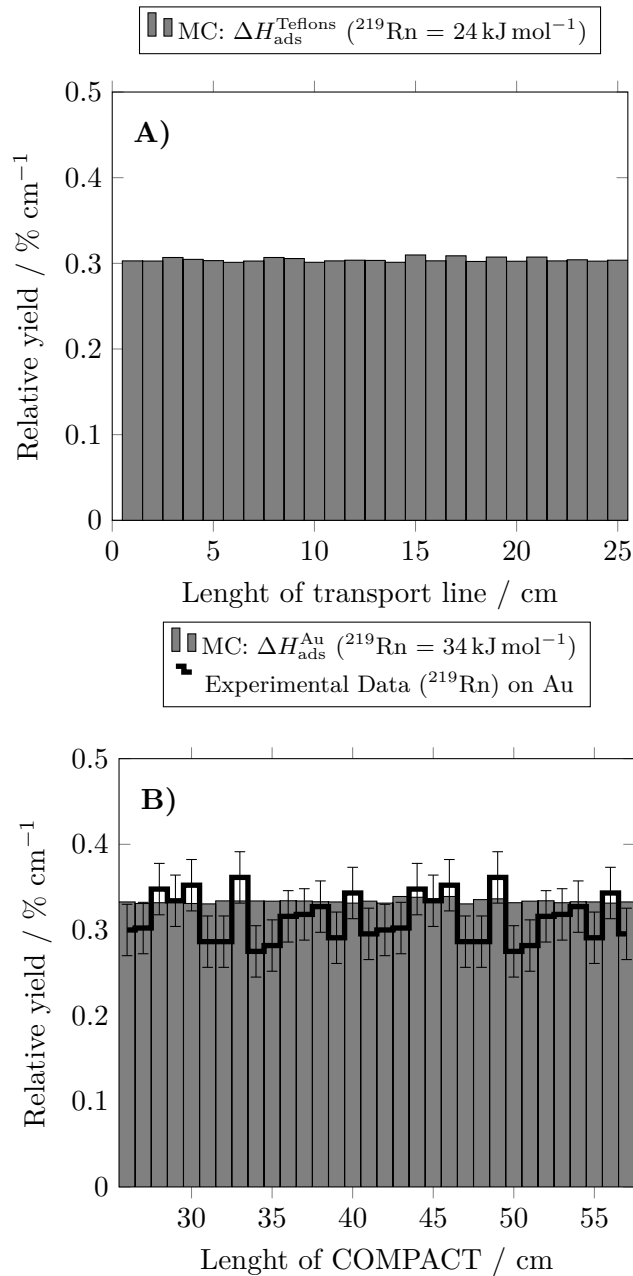 MC: ΔH_ads^Teflons (²¹⁹Rn = 24 kJ mol⁻¹)
A)
0.5
0.4
0.3
0.2
0.1
0
Relative yield / % cm⁻¹
0 5 10 15 20 25
Lenght of transport line / cm
MC: ΔH_ads^Au (²¹⁹Rn = 34 kJ mol⁻¹)
Experimental Data (²¹⁹Rn) on Au
B)
0.5
0.4
0.3
0.2
0.1
0
Relative yield / % cm⁻¹
30 35 40 45 50 55
Lenght of COMPACT / cm